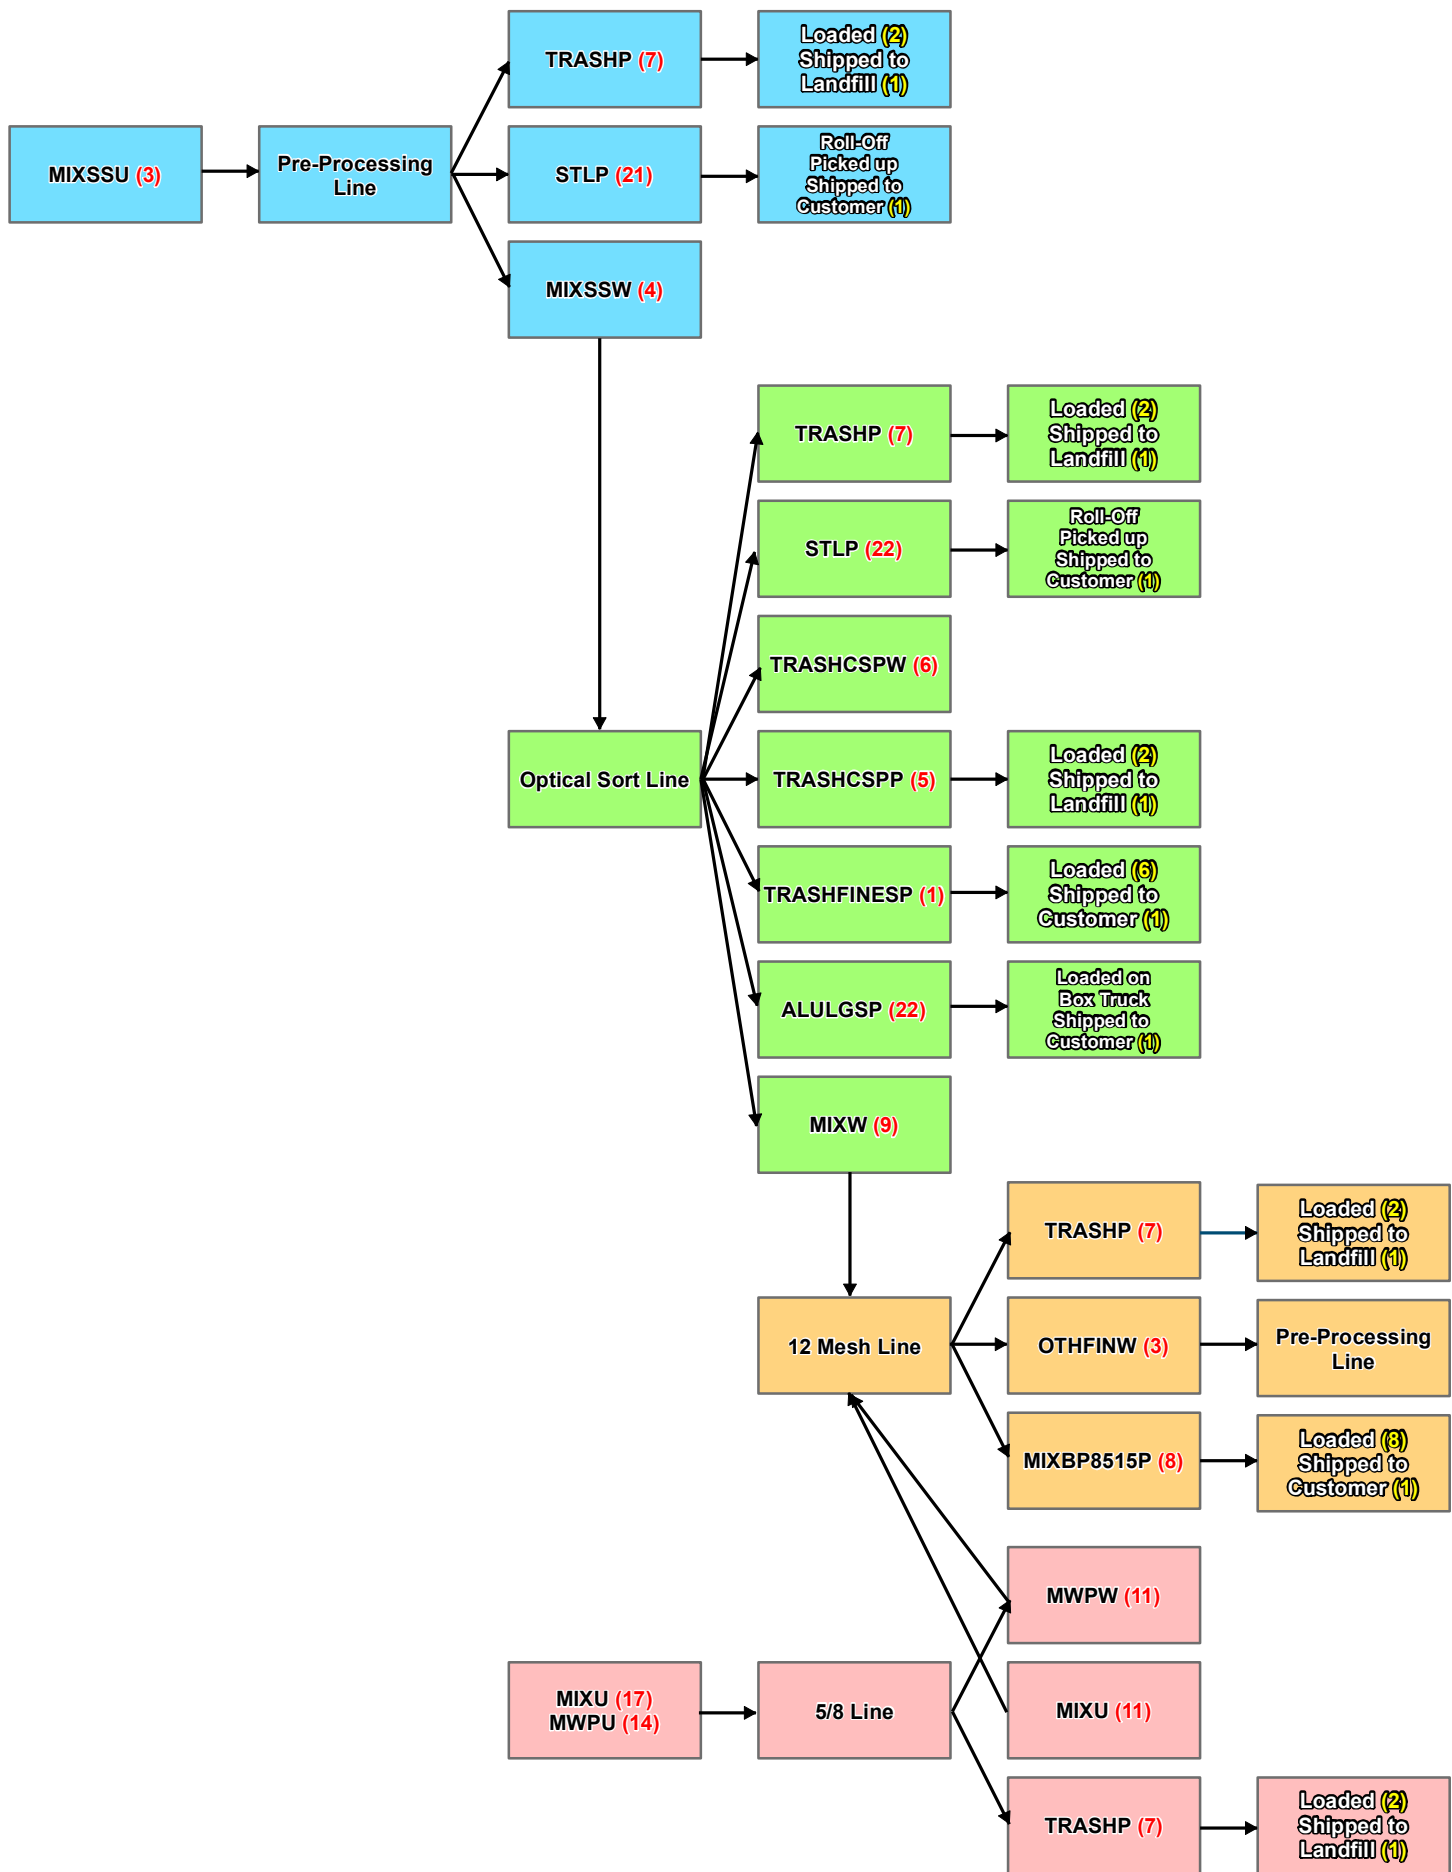 TRASHP (7)
Loaded (2)
Shipped to
Landfill (1)
MIXSSU (3)
Pre-Processing
Line
STLP (21)
Roll-Off
Picked up
Shipped to
Customer (1)
MIXSSW (4)
TRASHP (7)
Loaded (2)
Shipped to
Landfill (1)
STLP (22)
Roll-Off
Picked up
Shipped to
Customer (1)
TRASHCSPW (6)
Optical Sort Line
TRASHCSPP (5)
Loaded (2)
Shipped to
Landfill (1)
TRASHFINESP (1)
Loaded (6)
Shipped to
Customer (1)
ALULGSP (22)
Loaded on
Box Truck
Shipped to
Customer (1)
MIXW (9)
TRASHP (7)
Loaded (2)
Shipped to
Landfill (1)
12 Mesh Line
OTHFINW (3)
Pre-Processing
Line
MIXBP8515P (8)
Loaded (8)
Shipped to
Customer (1)
MWPW (11)
MIXU (17)
MWPU (14)
5/8 Line
MIXU (11)
TRASHP (7)
Loaded (2)
Shipped to
Landfill (1)